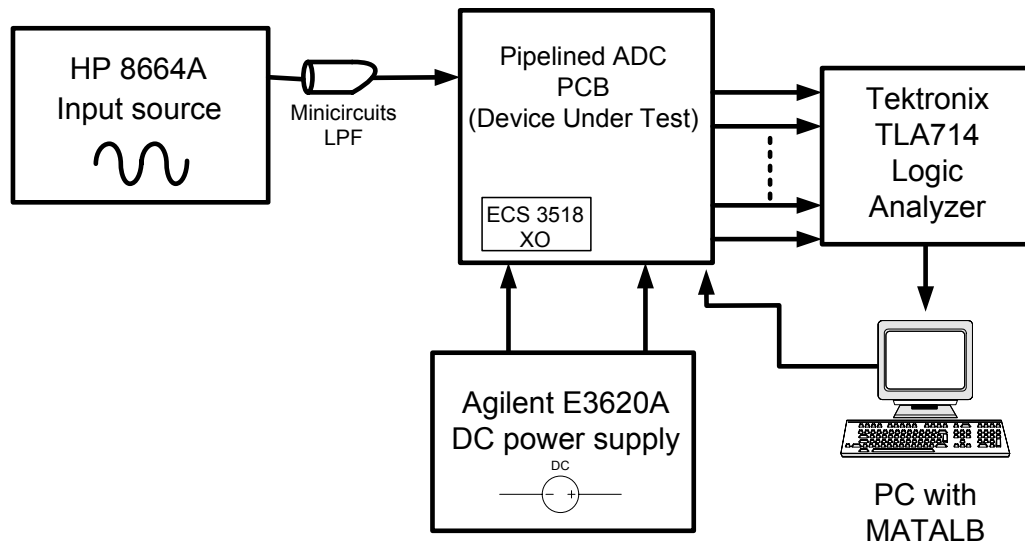 HP 8664A
Input source
Minicircuits
LPF
Pipelined ADC
PCB
(Device Under Test)
ECS 3518
XO
Tektronix
TLA714
Logic
Analyzer
Agilent E3620A
DC power supply
DC
- +
PC with
MATALB